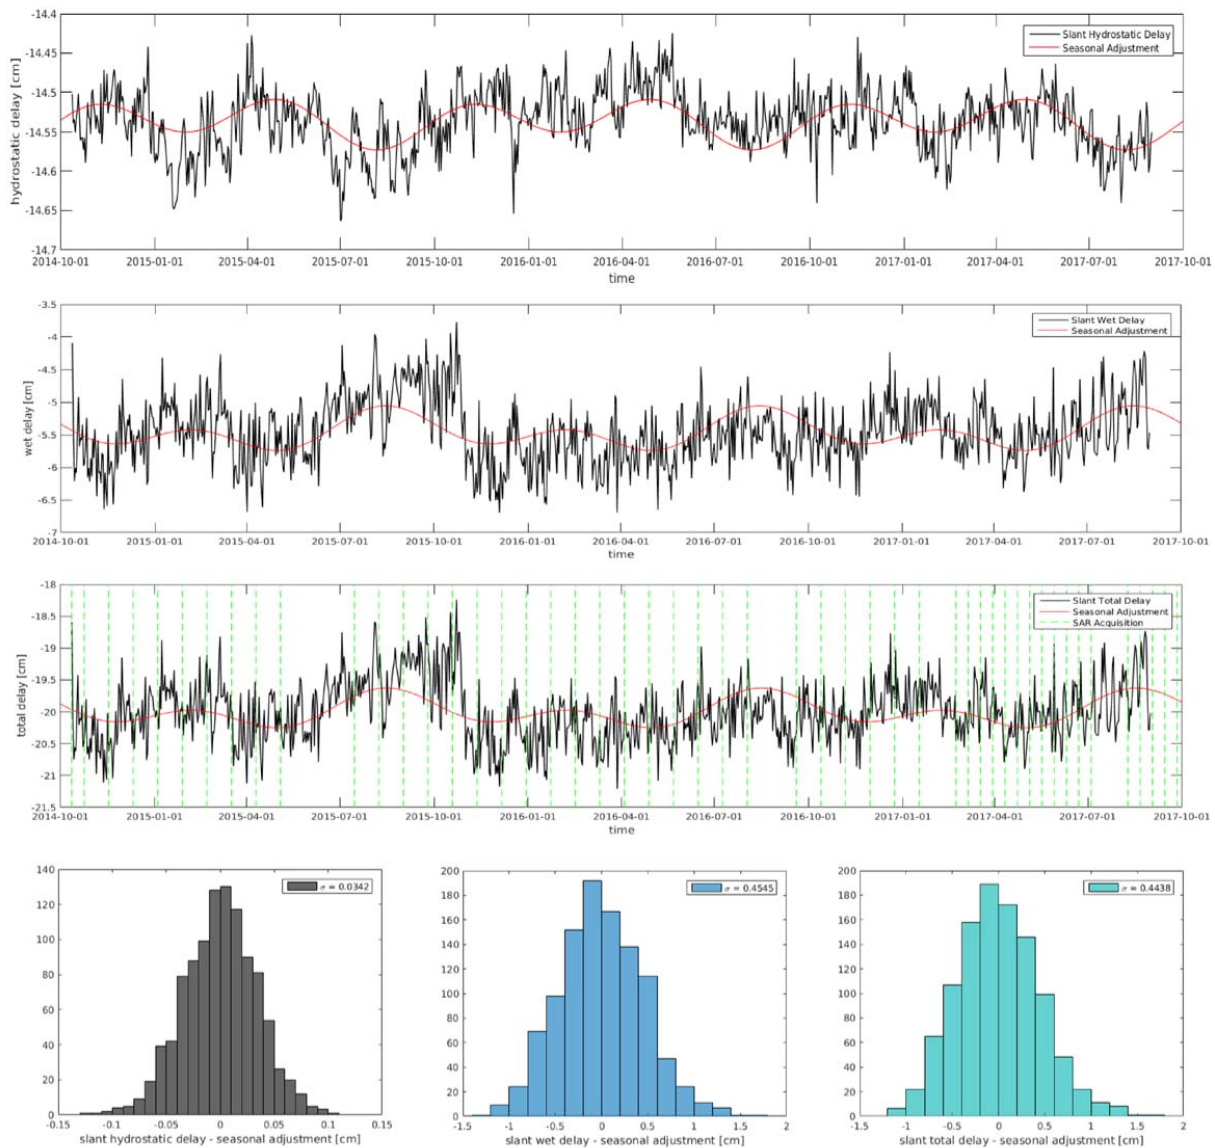 -14.4
Slant Hydrostatic Delay
Seasonal Adjustment
-14.45
-14.5
-14.55
-14.6
-14.65
-14.7
hydrostatic delay [cm]
2014-10-01 2015-01-01 2015-04-01 2015-07-01 2015-10-01 2016-01-01 2016-04-01 2016-07-01 2016-10-01 2017-01-01 2017-04-01 2017-07-01 2017-10-01
time
-3.5
Slant Wet Delay
Seasonal Adjustment
-4
-4.5
-5
-5.5
-6
-6.5
-7
wet delay [cm]
2014-10-01 2015-01-01 2015-04-01 2015-07-01 2015-10-01 2016-01-01 2016-04-01 2016-07-01 2016-10-01 2017-01-01 2017-04-01 2017-07-01 2017-10-01
time
-18
Slant Total Delay
Seasonal Adjustment
SAR Acquisition
-18.5
-19
-19.5
-20
-20.5
-21
-21.5
total delay [cm]
2014-10-01 2015-01-01 2015-04-01 2015-07-01 2015-10-01 2016-01-01 2016-04-01 2016-07-01 2016-10-01 2017-01-01 2017-04-01 2017-07-01 2017-10-01
time
140
σ = 0.0342
120
100
80
60
40
20
0
-0.15 -0.1 -0.05 0 0.05 0.1 0.15
slant hydrostatic delay - seasonal adjustment [cm]
200
σ = 0.4545
180
160
140
120
100
80
60
40
20
0
-1.5 -1 -0.5 0 0.5 1 1.5 2
slant wet delay - seasonal adjustment [cm]
200
σ = 0.4438
180
160
140
120
100
80
60
40
20
0
-1.5 -1 -0.5 0 0.5 1 1.5 2
slant total delay - seasonal adjustment [cm]